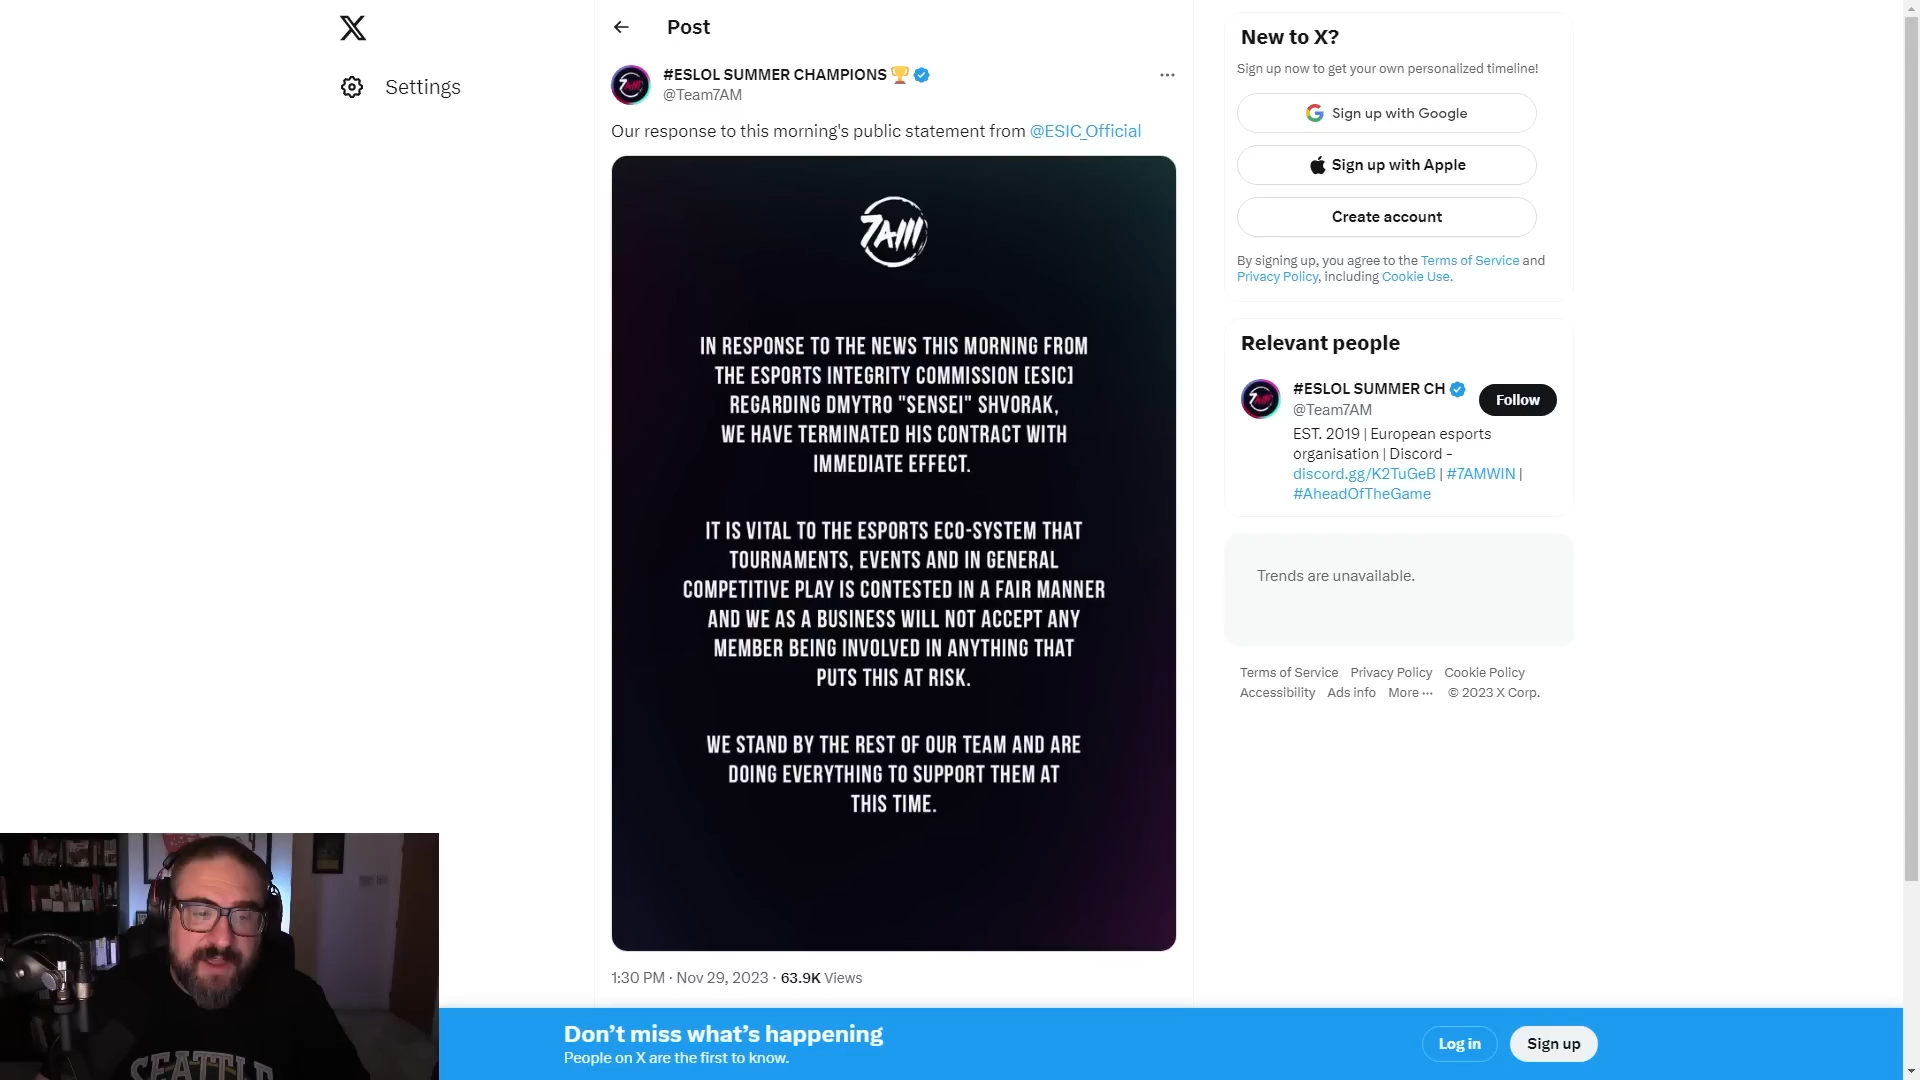 Settings
Post
#ESLOL SUMMER CHAMPIONS 🏆
@Team7AM
Our response to this morning's public statement from @ESIC_Official
7AM
IN RESPONSE TO THE NEWS THIS MORNING FROM
THE ESPORTS INTEGRITY COMMISSION [ESIC]
REGARDING DMYTRO "SENSEI" SHVORAK,
WE HAVE TERMINATED HIS CONTRACT WITH
IMMEDIATE EFFECT.
IT IS VITAL TO THE ESPORTS ECO-SYSTEM THAT
TOURNAMENTS, EVENTS AND IN GENERAL
COMPETITIVE PLAY IS CONTESTED IN A FAIR MANNER
AND WE AS A BUSINESS WILL NOT ACCEPT ANY
MEMBER BEING INVOLVED IN ANYTHING THAT
PUTS THIS AT RISK.
WE STAND BY THE REST OF OUR TEAM AND ARE
DOING EVERYTHING TO SUPPORT THEM AT
THIS TIME.
1:30 PM · Nov 29, 2023 · 63.9K Views
New to X?
Sign up now to get your own personalized timeline!
Sign up with Google
Sign up with Apple
Create account
By signing up, you agree to the Terms of Service and
Privacy Policy, including Cookie Use.
Relevant people
#ESLOL SUMMER CH
@Team7AM
Follow
EST. 2019 | European esports
organisation | Discord -
discord.gg/K2TuGeB | #7AMWIN |
#AheadOfTheGame
Trends are unavailable.
Terms of Service Privacy Policy Cookie Policy
Accessibility Ads info More ··· © 2023 X Corp.
SEATTLE
Don’t miss what’s happening
People on X are the first to know.
Log in
Sign up